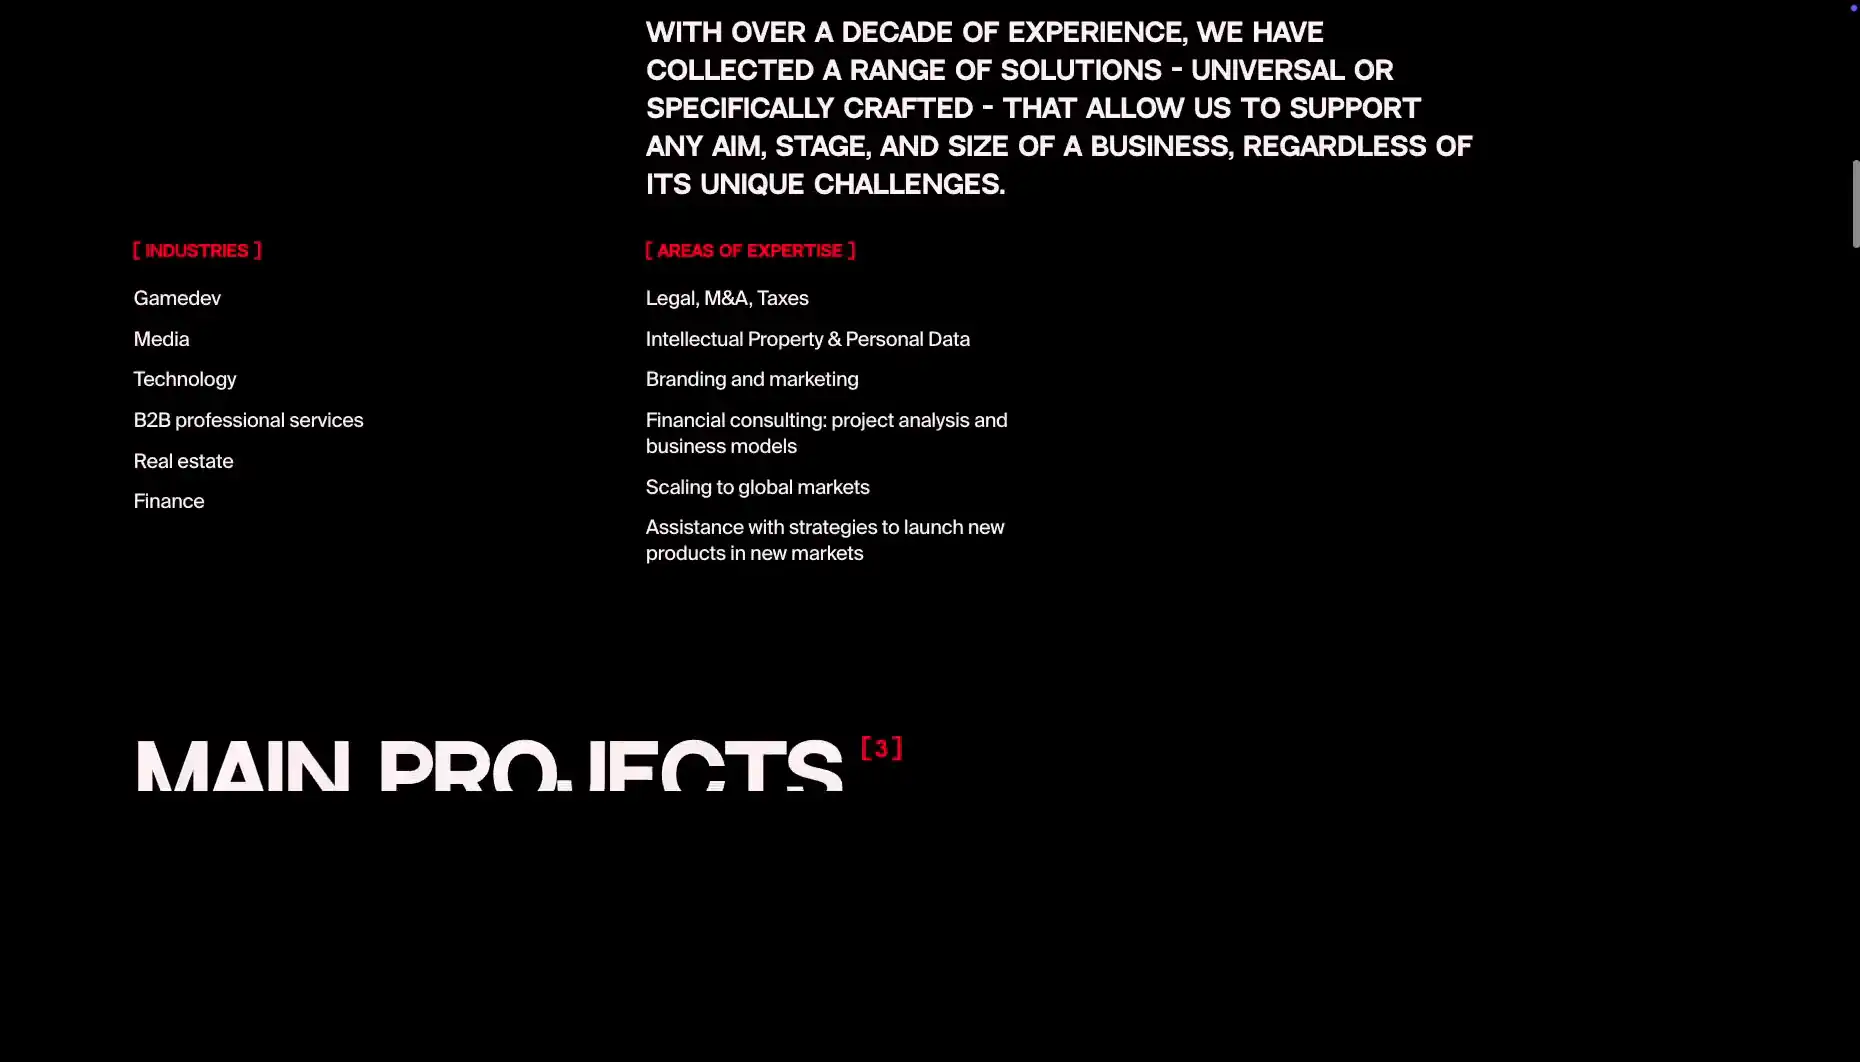 WITH OVER A DECADE OF EXPERIENCE, WE HAVE
COLLECTED A RANGE OF SOLUTIONS - UNIVERSAL OR
SPECIFICALLY CRAFTED - THAT ALLOW US TO SUPPORT
ANY AIM, STAGE, AND SIZE OF A BUSINESS, REGARDLESS OF
ITS UNIQUE CHALLENGES.
[ INDUSTRIES ]
Gamedev
Media
Technology
B2B professional services
Real estate
Finance
[ AREAS OF EXPERTISE ]
Legal, M&A, Taxes
Intellectual Property & Personal Data
Branding and marketing
Financial consulting: project analysis and
business models
Scaling to global markets
Assistance with strategies to launch new
products in new markets
MAIN PROJECTS [3]